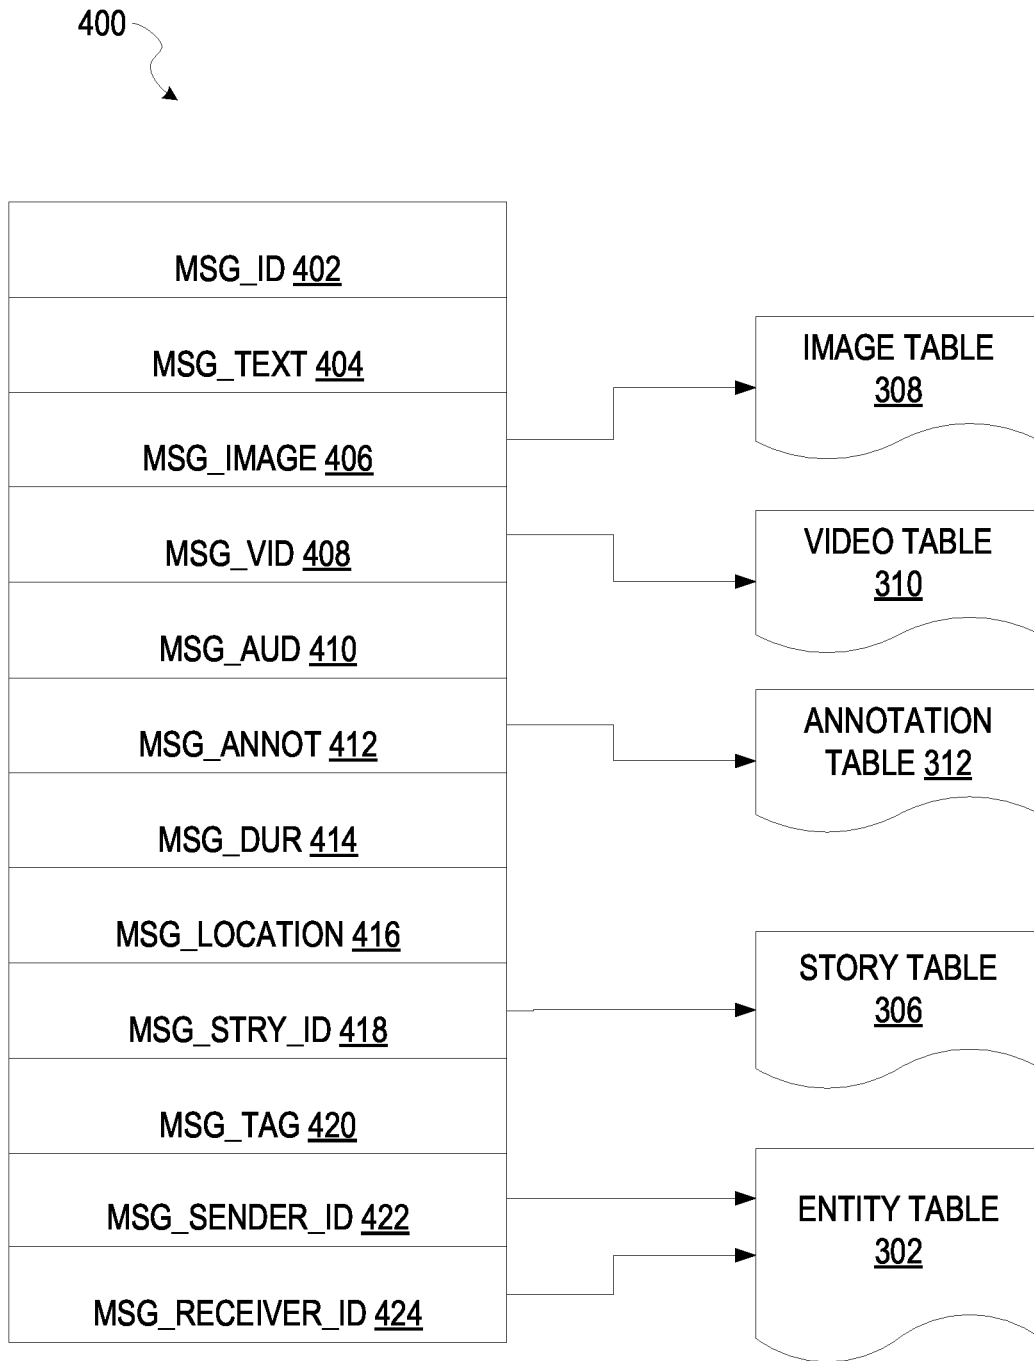 400
MSG_ID 402
MSG_TEXT 404
MSG_IMAGE 406
MSG_VID 408
MSG_AUD 410
MSG_ANNOT 412
MSG_DUR 414
MSG_LOCATION 416
MSG_STRY_ID 418
MSG_TAG 420
MSG_SENDER_ID 422
MSG_RECEIVER_ID 424
IMAGE TABLE
308
VIDEO TABLE
310
ANNOTATION
TABLE 312
STORY TABLE
306
ENTITY TABLE
302